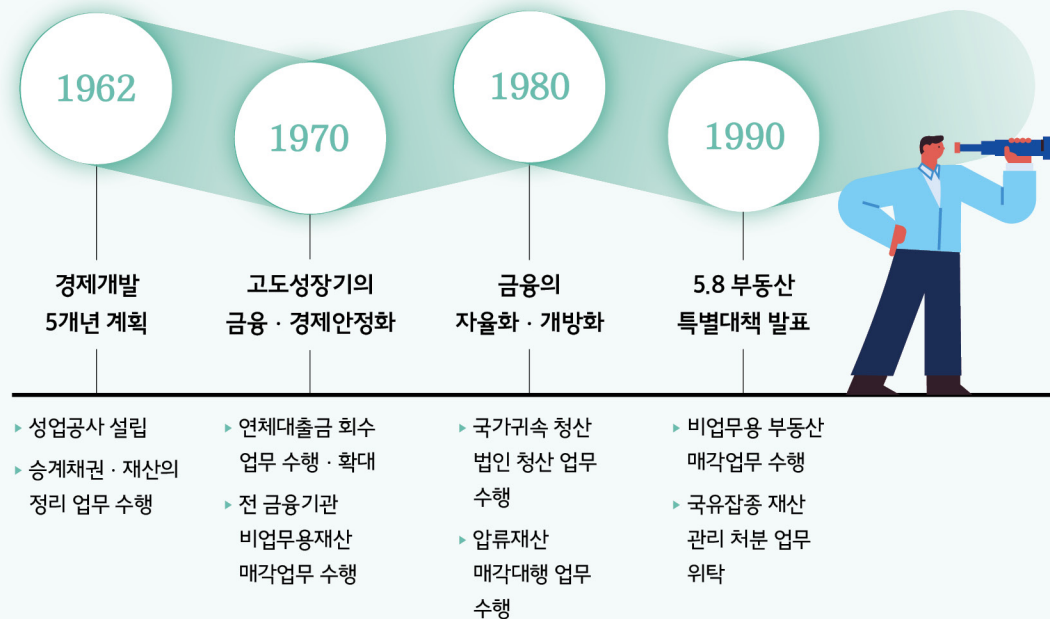 1962
경제개발
5개년 계획
▸ 성업공사 설립
▸ 승계채권 · 재산의
정리 업무 수행
1970
고도성장기의
금융 · 경제안정화
▸ 연체대출금 회수
업무 수행 · 확대
▸ 전 금융기관
비업무용재산
매각업무 수행
1980
금융의
자율화 · 개방화
▸ 국가귀속 청산
법인 청산 업무
수행
▸ 압류재산
매각대행 업무
수행
1990
5.8 부동산
특별대책 발표
▸ 비업무용 부동산
매각업무 수행
▸ 국유잡종 재산
관리 처분 업무
위탁